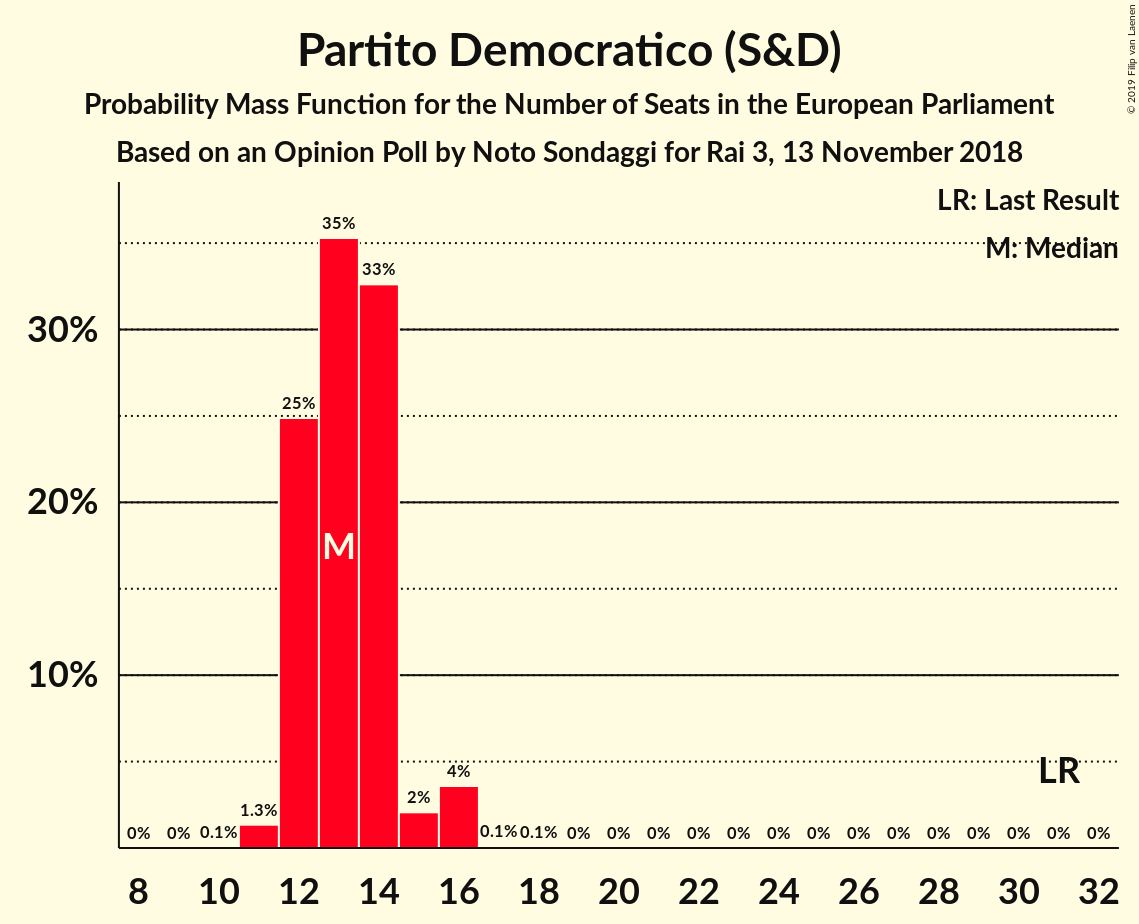 Partito Democratico (S&D)
Probability Mass Function for the Number of Seats in the European Parliament
Based on an Opinion Poll by Noto Sondaggi for Rai 3, 13 November 2018
© 2019 Filip van Laenen
LR: Last Result
M: Median
30%
20%
10%
0% 0% 0.1% 1.3% 25% 35% 33% 2% 4% 0.1% 0.1% 0% 0% 0% 0% 0% 0% 0% 0% 0% 0% 0% 0% 0% 0%
M
LR
8 10 12 14 16 18 20 22 24 26 28 30 32